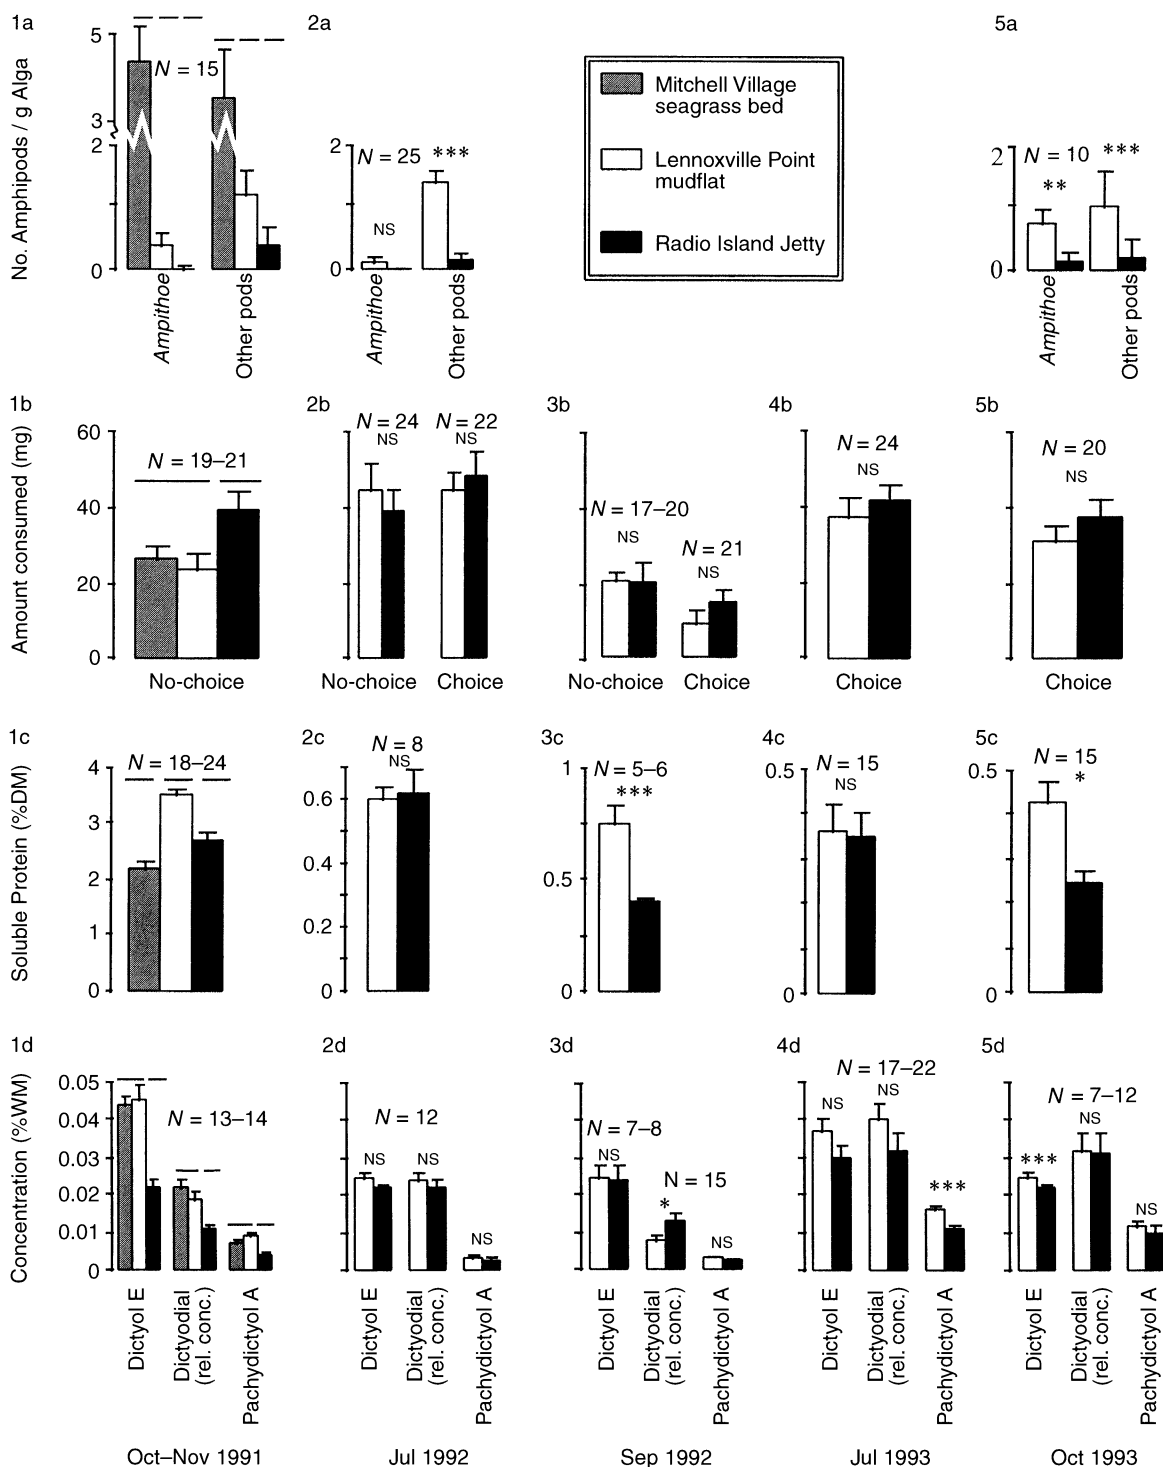 1a
2a
5a
No. Amphipods / g Alga
5
3
2
0
N = 15
Ampithoe
Other pods
2
0
N = 25
NS
***
Ampithoe
Other pods
Mitchell Village
seagrass bed
Lennoxville Point
mudflat
Radio Island Jetty
2
0
N = 10
**
***
Ampithoe
Other pods
1b
2b
3b
4b
5b
Amount consumed (mg)
60
40
20
0
N = 19–21
No-choice
N = 24
NS
N = 22
NS
No-choice
Choice
N = 17–20
NS
N = 21
NS
No-choice
Choice
N = 24
NS
Choice
N = 20
NS
Choice
1c
2c
3c
4c
5c
Soluble Protein (%DM)
4
3
2
1
0
N = 18–24
0.6
0.4
0.2
0
N = 8
NS
1
0.5
0
N = 5–6
***
0.5
0
N = 15
NS
0.5
0
N = 15
*
1d
2d
3d
4d
5d
Concentration (%WM)
0.05
0.04
0.03
0.02
0.01
0
N = 13–14
Dictyol E
Dictyodial
(rel. conc.)
Pachydictyol A
Oct–Nov 1991
N = 12
NS
NS
NS
Dictyol E
Dictyodial
(rel. conc.)
Pachydictyol A
Jul 1992
N = 7–8
NS
N = 15
*
NS
Dictyol E
Dictyodial
(rel. conc.)
Pachydictyol A
Sep 1992
N = 17–22
NS
NS
***
Dictyol E
Dictyodial
(rel. conc.)
Pachydictyol A
Jul 1993
N = 7–12
***
NS
NS
Dictyol E
Dictyodial
(rel. conc.)
Pachydictyol A
Oct 1993